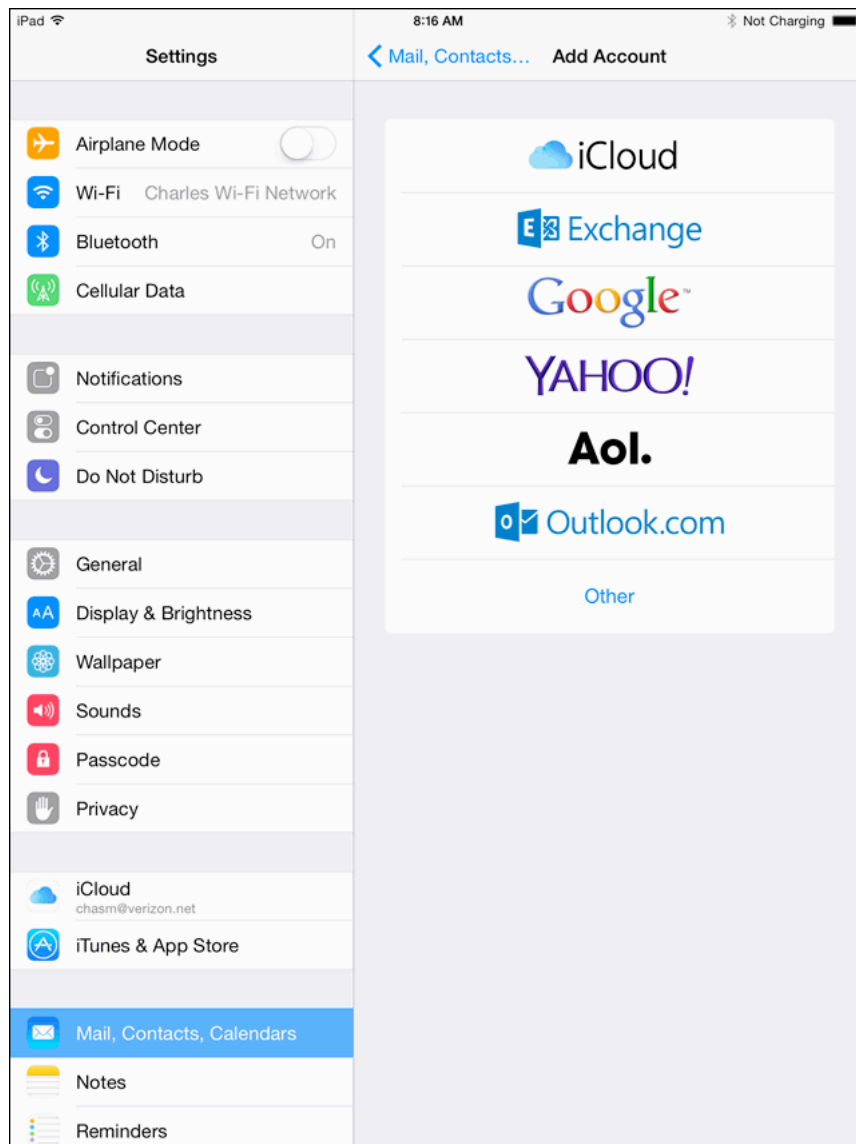 iPad 8:16 AM Not Charging
Settings
Mail, Contacts... Add Account
Airplane Mode
Wi-Fi Charles Wi-Fi Network
Bluetooth On
Cellular Data
Notifications
Control Center
Do Not Disturb
General
AA Display & Brightness
Wallpaper
Sounds
Passcode
Privacy
iCloud
chasm@verizon.net
iTunes & App Store
Mail, Contacts, Calendars
Notes
Reminders
iCloud
E Exchange
Google™
YAHOO!
Aol.
o Outlook.com
Other